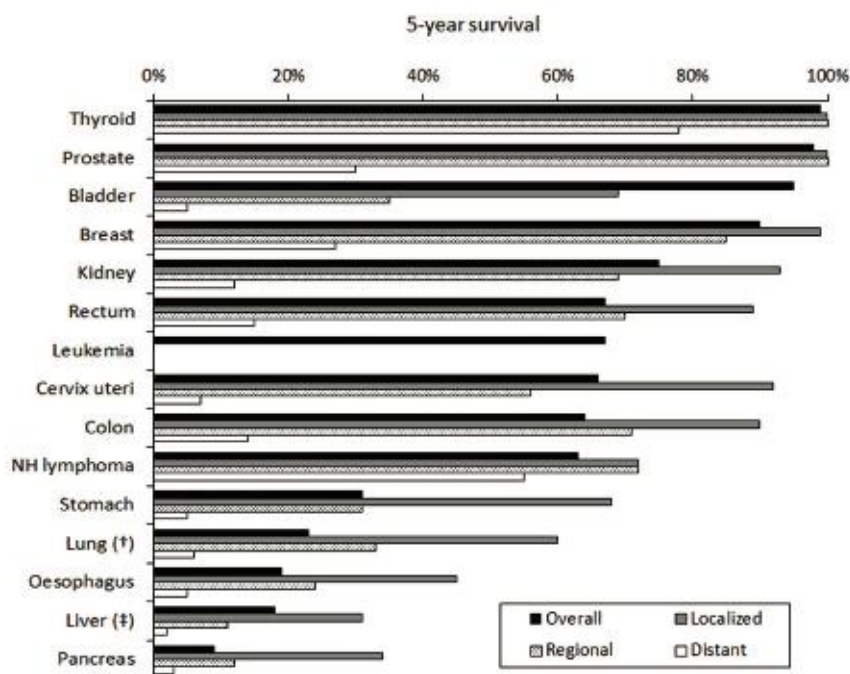 5-year survival
0% 20% 40% 60% 80% 100%
Thyroid
Prostate
Bladder
Breast
Kidney
Rectum
Leukemia
Cervix uteri
Colon
NH lymphoma
Stomach
Lung (†)
Oesophagus
Liver (‡)
Pancreas
Overall Localized
Regional Distant